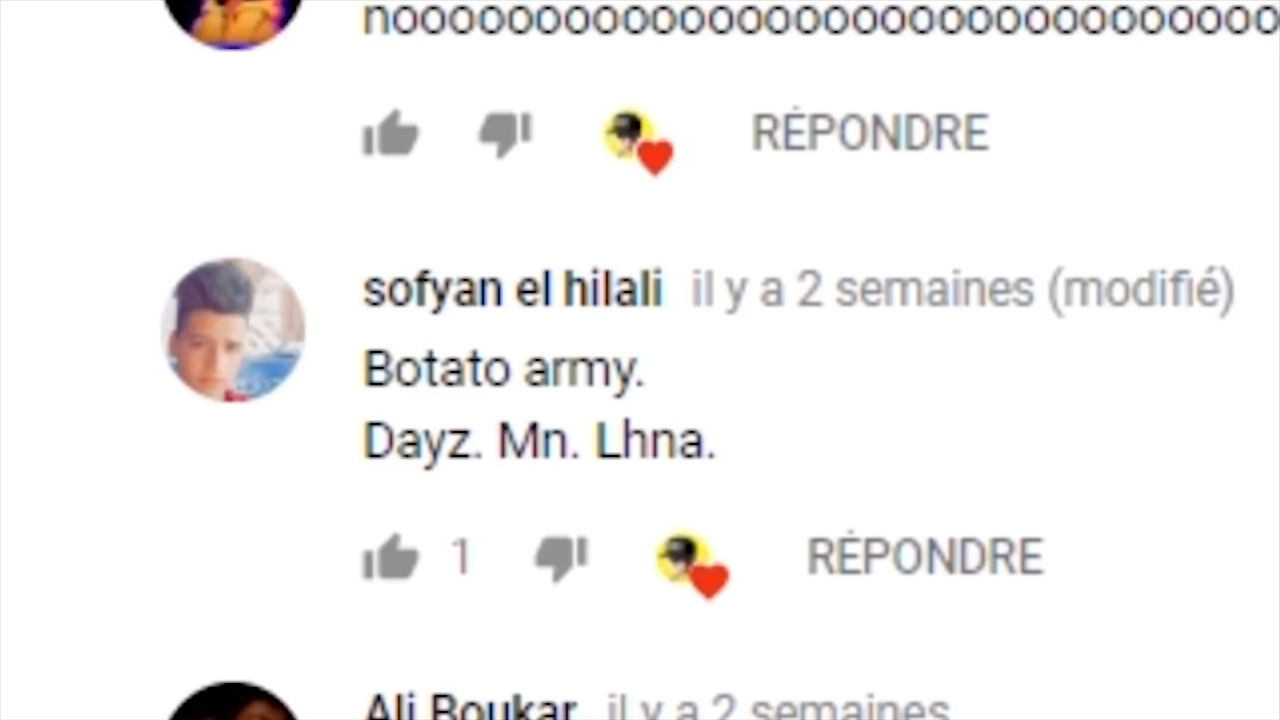 nooooooooooooooooooooooooooooooo
RÉPONDRE
sofyan el hilali il y a 2 semaines (modifié)
Botato army.
Dayz. Mn. Lhna.
1 RÉPONDRE
Ali Boukar il y a 2 semaines